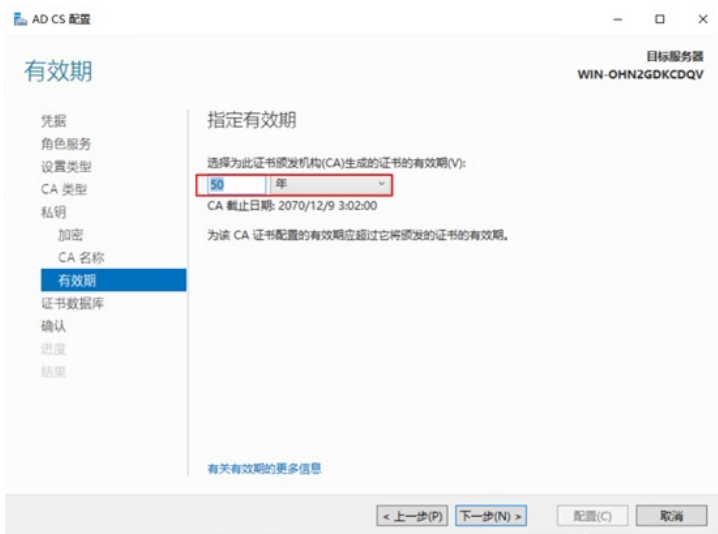 AD CS 配置
有效期
目标服务器
WIN-OHN2GDKCDQV
凭据
角色服务
设置类型
CA 类型
私钥
加密
CA 名称
有效期
证书数据库
确认
进度
结果
指定有效期
选择为此证书颁发机构(CA)生成的证书的有效期(V):
50 年
CA 截止日期: 2070/12/9 3:02:00
为该 CA 证书配置的有效期应超过它将颁发的证书的有效期。
有关有效期的更多信息
< 上一步(P) 下一步(N) > 配置(C) 取消